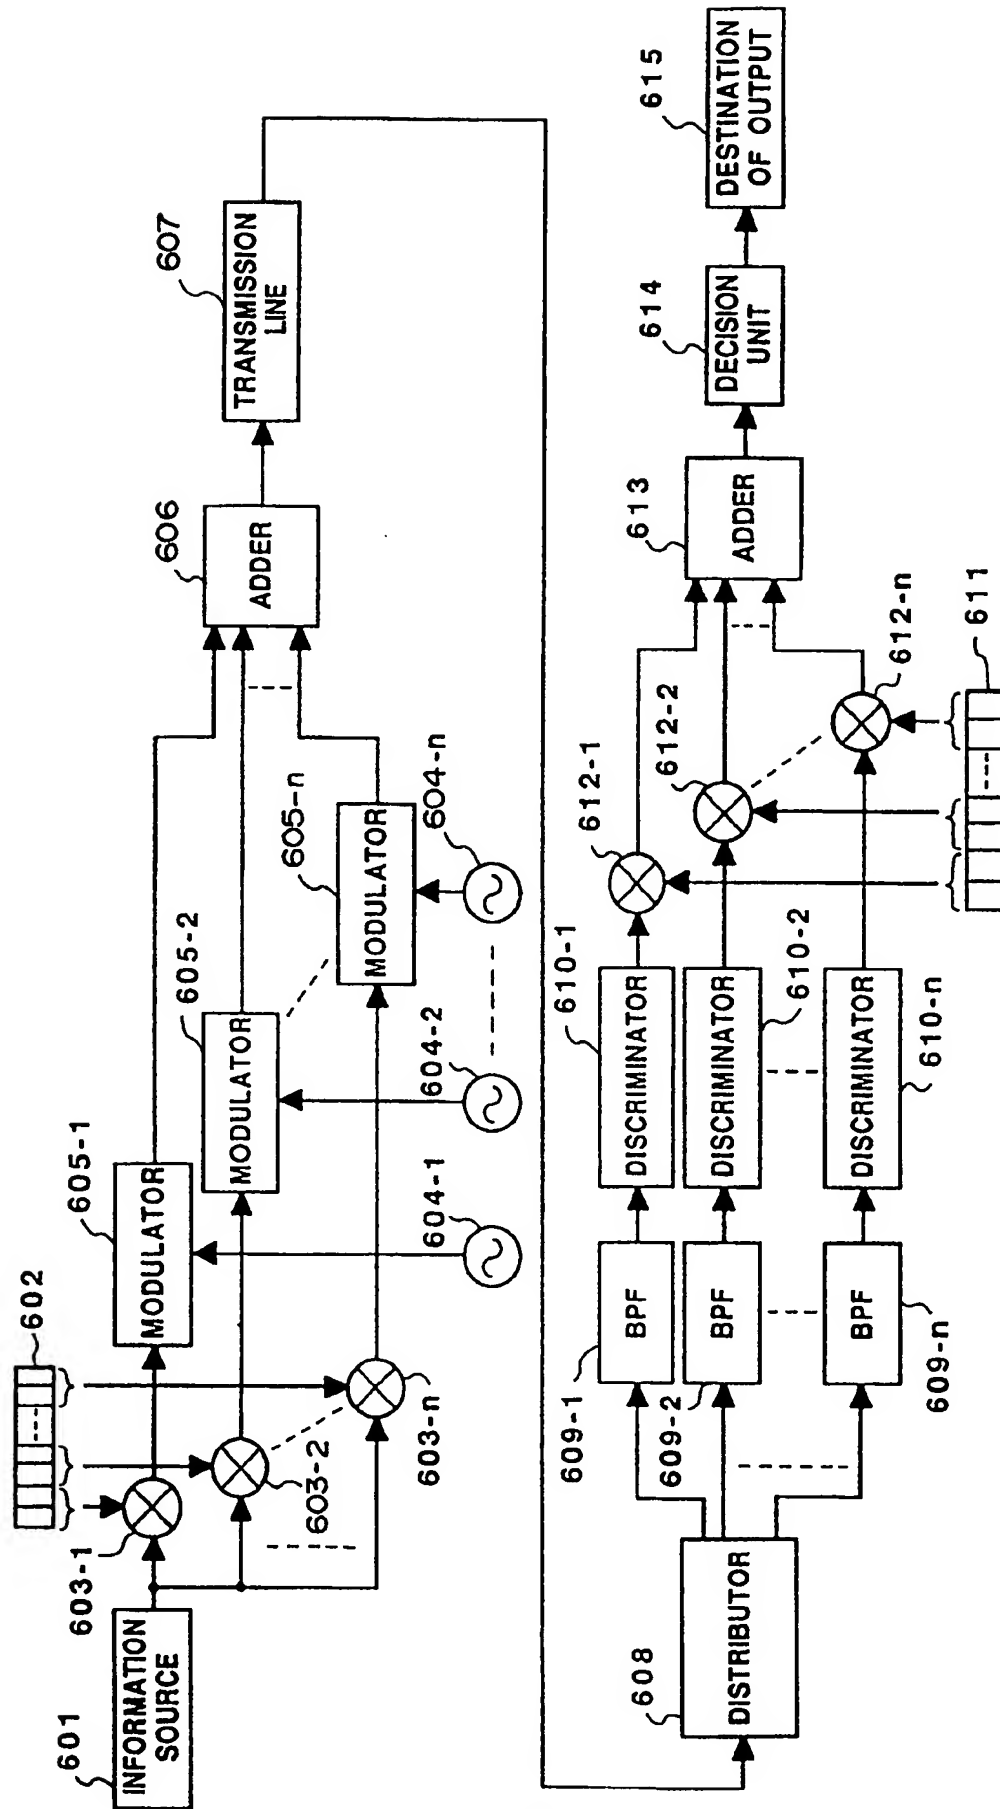 601
INFORMATION
SOURCE
603-1
602
603-2
603-n
605-1
MODULATOR
605-2
MODULATOR
605-n
MODULATOR
604-1
604-2
604-n
606
ADDER
607
TRANSMISSION
LINE
608
DISTRIBUTOR
609-1
BPF
609-2
BPF
609-n
BPF
610-1
DISCRIMINATOR
610-2
DISCRIMINATOR
610-n
DISCRIMINATOR
612-1
612-2
612-n
611
613
ADDER
614
DECISION
UNIT
615
DESTINATION
OF OUTPUT